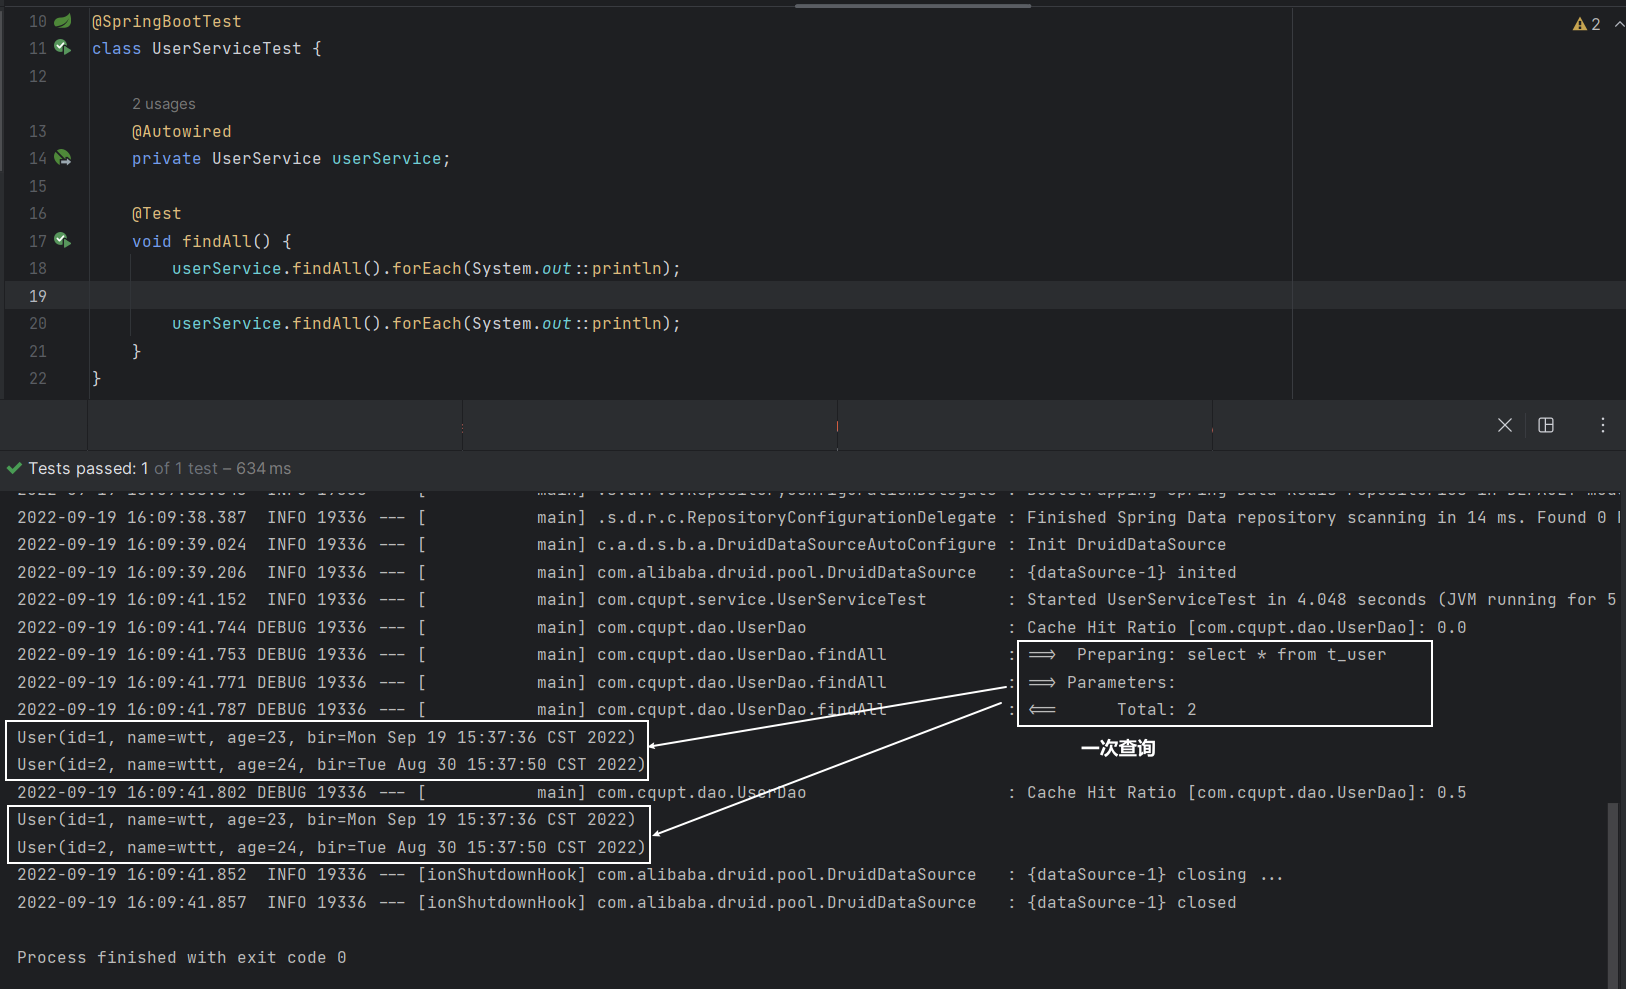 10 @SpringBootTest
11 class UserServiceTest {
12
2 usages
13 @Autowired
14 private UserService userService;
15
16 @Test
17 void findAll() {
18 userService.findAll().forEach(System.out::println);
19
20 userService.findAll().forEach(System.out::println);
21 }
22 }
2
Tests passed: 1 of 1 test – 634 ms
2022-09-19 16:09:38.387  INFO 19336 --- [           main] .s.d.r.c.RepositoryConfigurationDelegate : Finished Spring Data repository scanning in 14 ms. Found 0
2022-09-19 16:09:39.024  INFO 19336 --- [           main] c.a.d.s.b.a.DruidDataSourceAutoConfigure : Init DruidDataSource
2022-09-19 16:09:39.206  INFO 19336 --- [           main] com.alibaba.druid.pool.DruidDataSource   : {dataSource-1} inited
2022-09-19 16:09:41.152  INFO 19336 --- [           main] com.cqupt.service.UserServiceTest        : Started UserServiceTest in 4.048 seconds (JVM running for 5
2022-09-19 16:09:41.744 DEBUG 19336 --- [           main] com.cqupt.dao.UserDao                    : Cache Hit Ratio [com.cqupt.dao.UserDao]: 0.0
2022-09-19 16:09:41.753 DEBUG 19336 --- [           main] com.cqupt.dao.UserDao.findAll            : ==>  Preparing: select * from t_user
2022-09-19 16:09:41.771 DEBUG 19336 --- [           main] com.cqupt.dao.UserDao.findAll            : ==> Parameters:
2022-09-19 16:09:41.787 DEBUG 19336 --- [           main] com.cqupt.dao.UserDao.findAll            : <==      Total: 2
User(id=1, name=wtt, age=23, bir=Mon Sep 19 15:37:36 CST 2022)
一次查询
User(id=2, name=wttt, age=24, bir=Tue Aug 30 15:37:50 CST 2022)
2022-09-19 16:09:41.802 DEBUG 19336 --- [           main] com.cqupt.dao.UserDao                    : Cache Hit Ratio [com.cqupt.dao.UserDao]: 0.5
User(id=1, name=wtt, age=23, bir=Mon Sep 19 15:37:36 CST 2022)
User(id=2, name=wttt, age=24, bir=Tue Aug 30 15:37:50 CST 2022)
2022-09-19 16:09:41.852  INFO 19336 --- [ionShutdownHook] com.alibaba.druid.pool.DruidDataSource   : {dataSource-1} closing ...
2022-09-19 16:09:41.857  INFO 19336 --- [ionShutdownHook] com.alibaba.druid.pool.DruidDataSource   : {dataSource-1} closed
Process finished with exit code 0